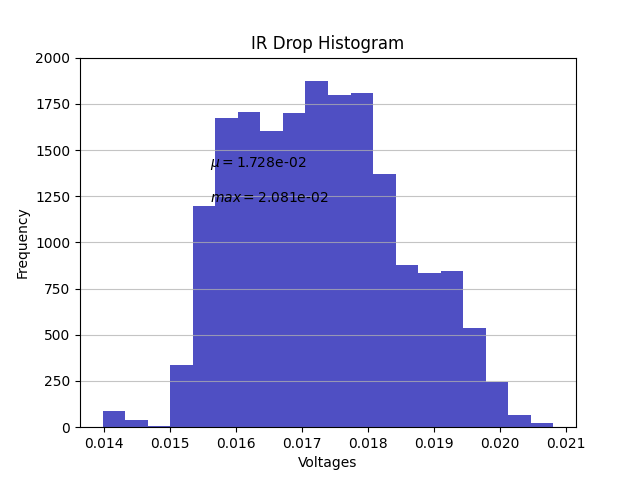 IR Drop Histogram
2000
1750
1500
1250
1000
750
500
250
0
Frequency
μ = 1.728e-02
max = 2.081e-02
0.014 0.015 0.016 0.017 0.018 0.019 0.020 0.021
Voltages